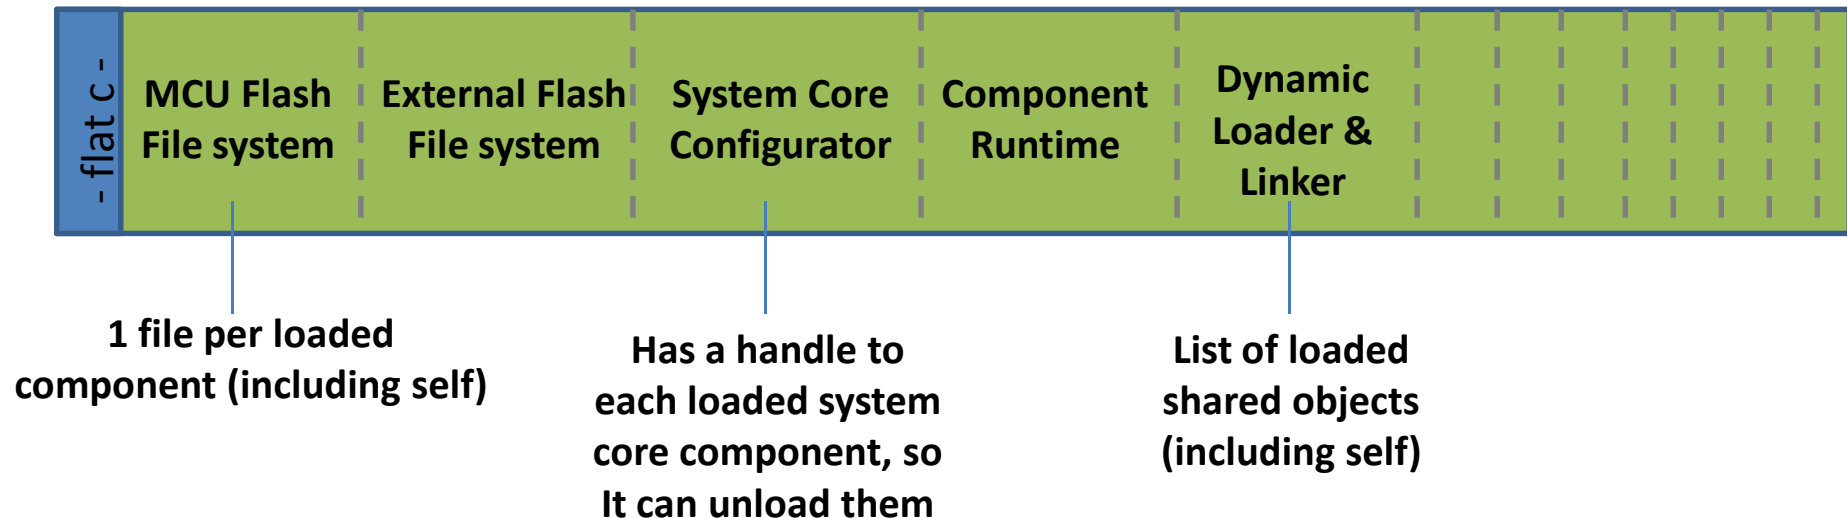 - flat c -
MCU Flash
File system
External Flash
File system
System Core
Configurator
Component
Runtime
Dynamic
Loader &
Linker
1 file per loaded
component (including self)
Has a handle to
each loaded system
core component, so
It can unload them
List of loaded
shared objects
(including self)